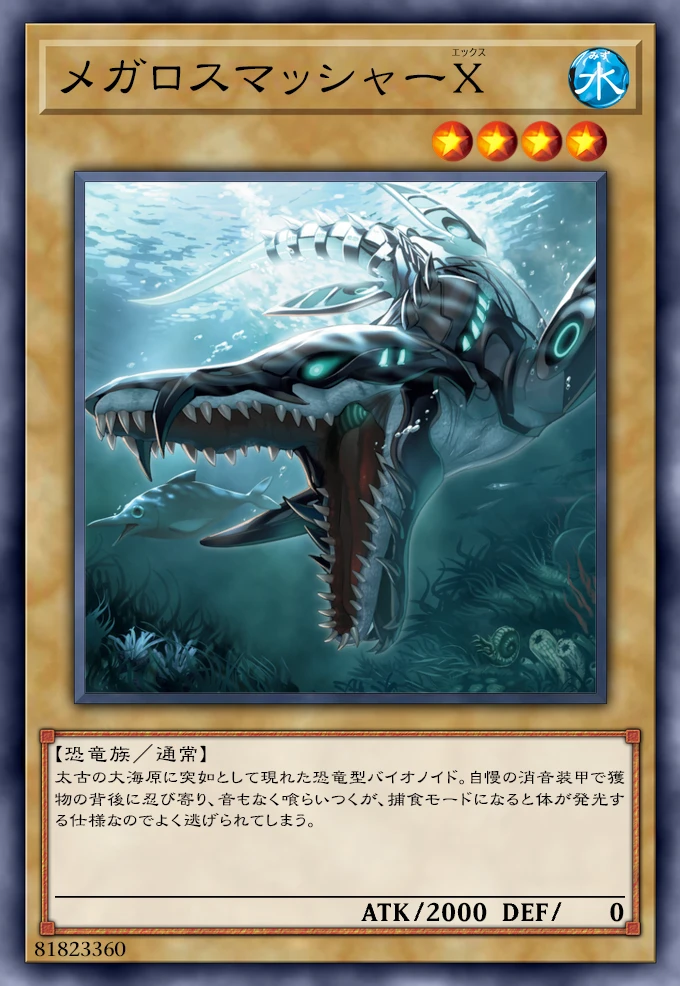 エックス
メガロスマッシャーX
みず
水
【恐竜族／通常】
太古の大海原に突如として現れた恐竜型バイオノイド。自慢の消音装甲で獲
物の背後に忍び寄り、音もなく喰らいつくが、捕食モードになると体が発光す
る仕様なのでよく逃げられてしまう。
ATK/2000 DEF/ 0
81823360